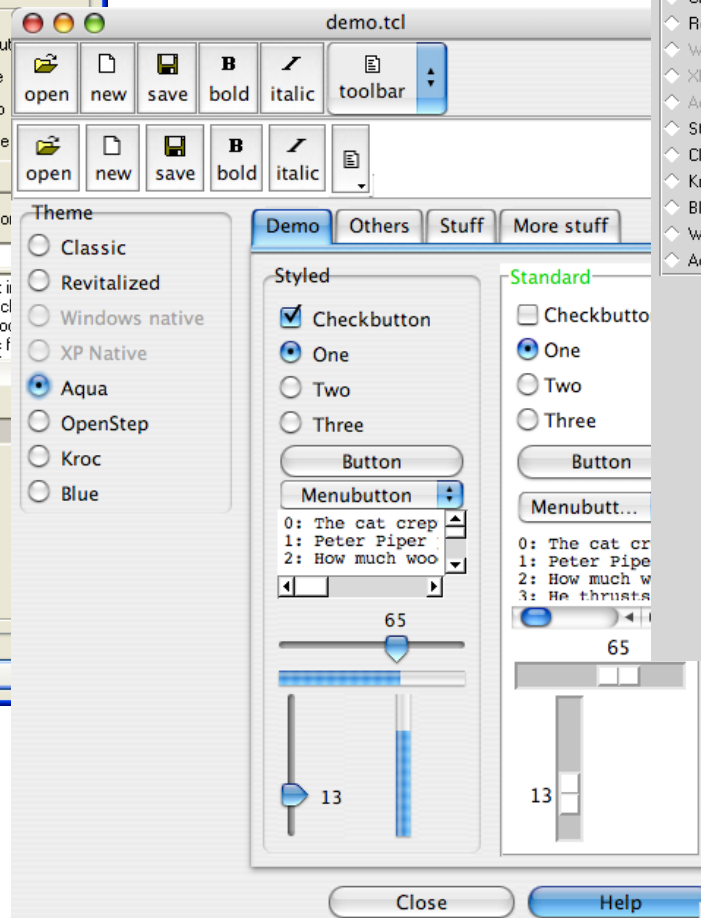 demo.tcl
open new save bold italic toolbar
open new save bold italic
Theme
Classic
Revitalized
Windows native
XP Native
Aqua
OpenStep
Kroc
Blue
Demo Others Stuff More stuff
Styled
Checkbutton
One
Two
Three
Button
Menubutton
0: The cat crep
1: Peter Piper
2: How much woo
65
13
Standard
Checkbutto
One
Two
Three
Button
Menubutt...
0: The cat cr
1: Peter Pipe
2: How much w
3: He thrusts
65
13
Close Help